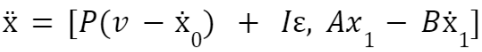 ẍ = [P(v − ẋ₀) + Iε, Ax₁ − Bẋ₁]